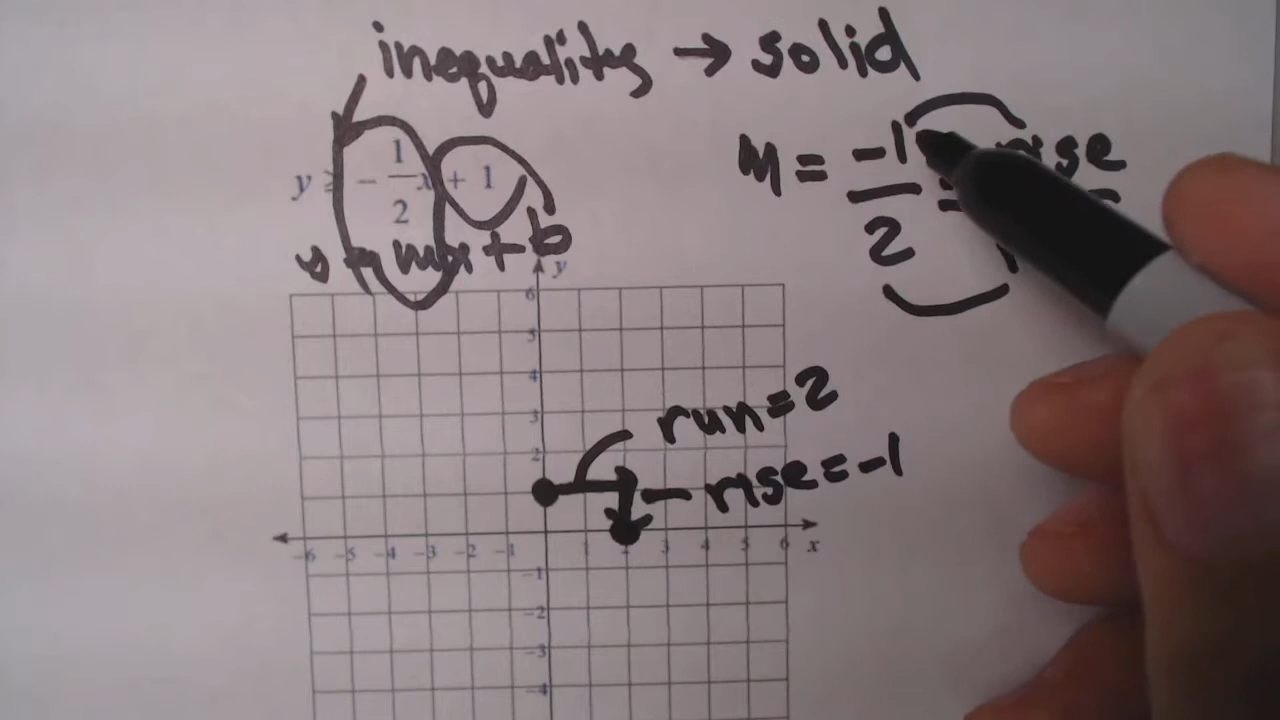 inequality → solid
y ≥ - 1/2 x + 1
y = mx + b
M = -1/2 = rise
run = 2
rise = -1
y
6
5
4
3
2
-6 -5 -4 -3 -2 -1 1 2 3 4 5 6 x
-1
-2
-3
-4